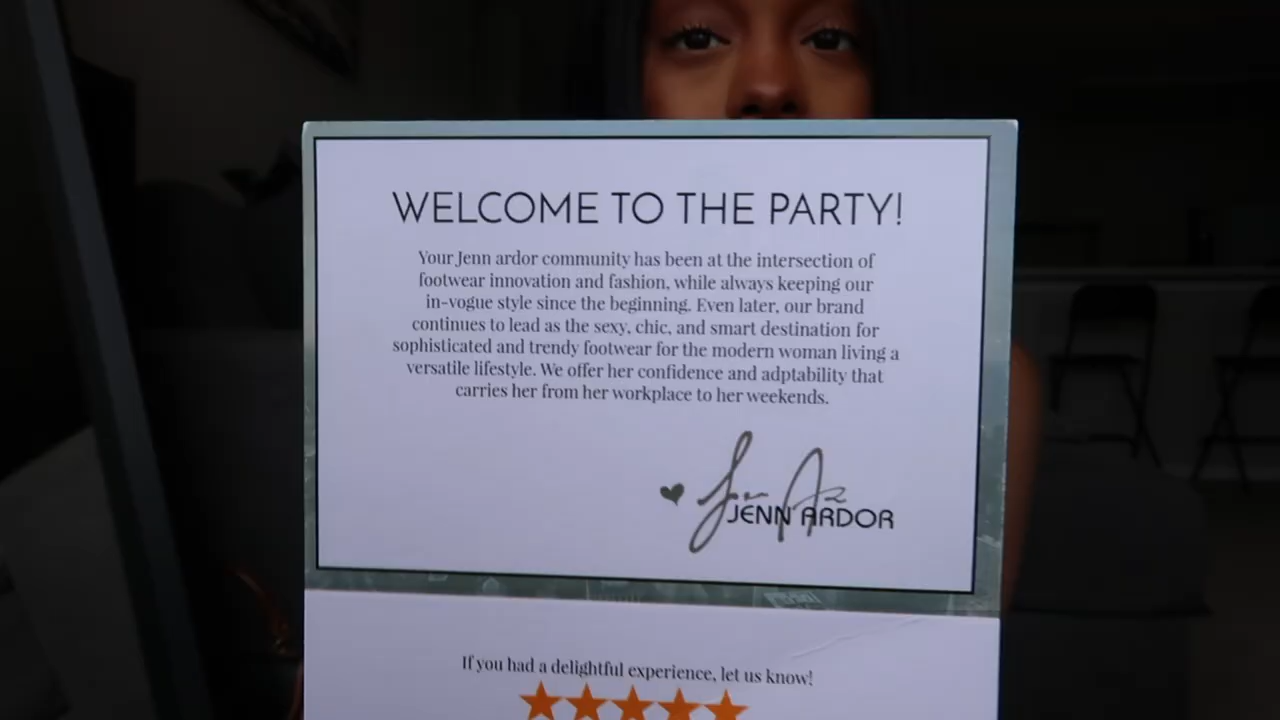 WELCOME TO THE PARTY!
Your Jenn ardor community has been at the intersection of
footwear innovation and fashion, while always keeping our
in-vogue style since the beginning. Even later, our brand
continues to lead as the sexy, chic, and smart destination for
sophisticated and trendy footwear for the modern woman living a
versatile lifestyle. We offer her confidence and adptability that
carries her from her workplace to her weekends.
JENN ARDOR
If you had a delightful experience, let us know!